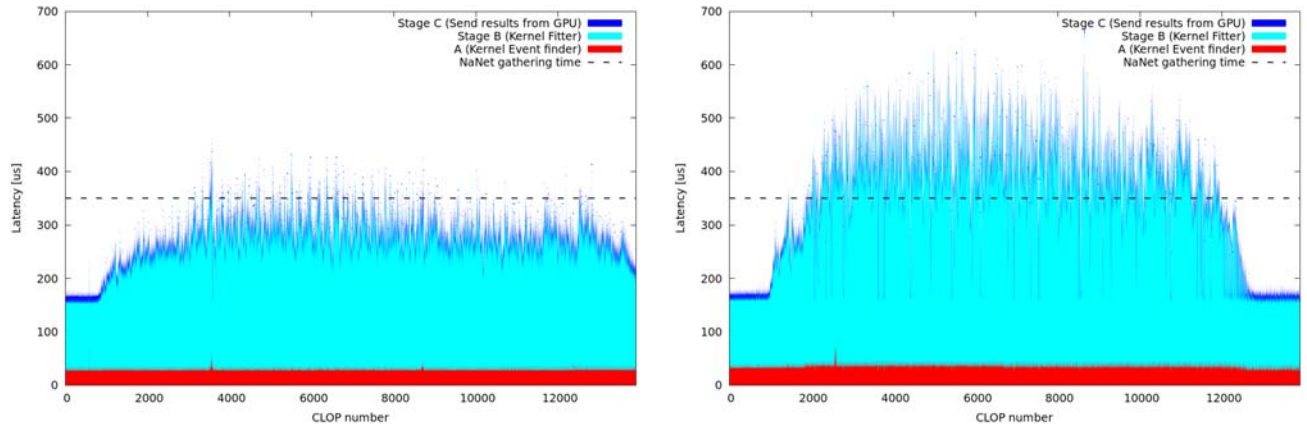 700
600
500
400
300
200
100
0
Latency [us]
Stage C (Send results from GPU)
Stage B (Kernel Fitter)
A (Kernel Event finder)
NaNet gathering time
0 2000 4000 6000 8000 10000 12000
CLOP number
700
600
500
400
300
200
100
0
Latency [us]
Stage C (Send results from GPU)
Stage B (Kernel Fitter)
A (Kernel Event finder)
NaNet gathering time
0 2000 4000 6000 8000 10000 12000
CLOP number